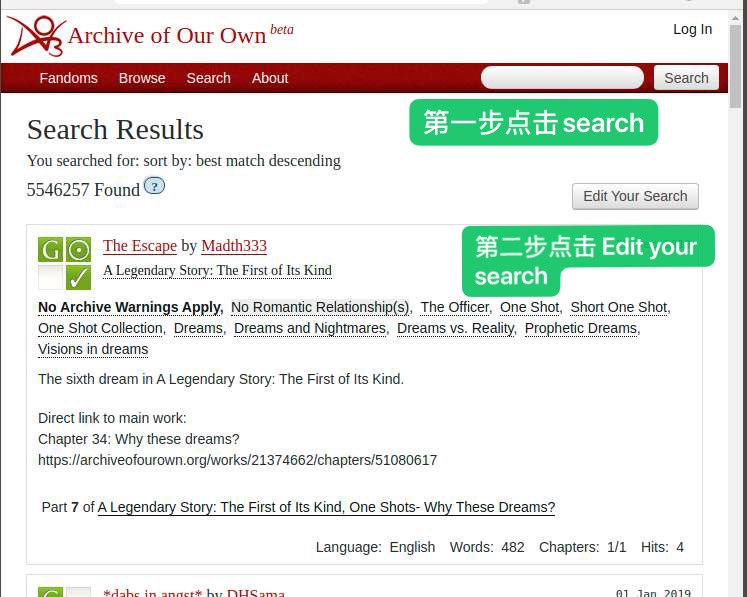 Archive of Our Own beta
Log In
Fandoms Browse Search About
Search
第一步点击 search
Search Results
You searched for: sort by: best match descending
5546257 Found ?
Edit Your Search
第二步点击 Edit your
search
G
The Escape by Madth333
A Legendary Story: The First of Its Kind
No Archive Warnings Apply, No Romantic Relationship(s), The Officer, One Shot, Short One Shot,
One Shot Collection, Dreams, Dreams and Nightmares, Dreams vs. Reality, Prophetic Dreams,
Visions in dreams
The sixth dream in A Legendary Story: The First of Its Kind.
Direct link to main work:
Chapter 34: Why these dreams?
https://archiveofourown.org/works/21374662/chapters/51080617
Part 7 of A Legendary Story: The First of Its Kind, One Shots- Why These Dreams?
Language: English Words: 482 Chapters: 1/1 Hits: 4
G
*dabs in angst* by DHSama
01 Jan 2019